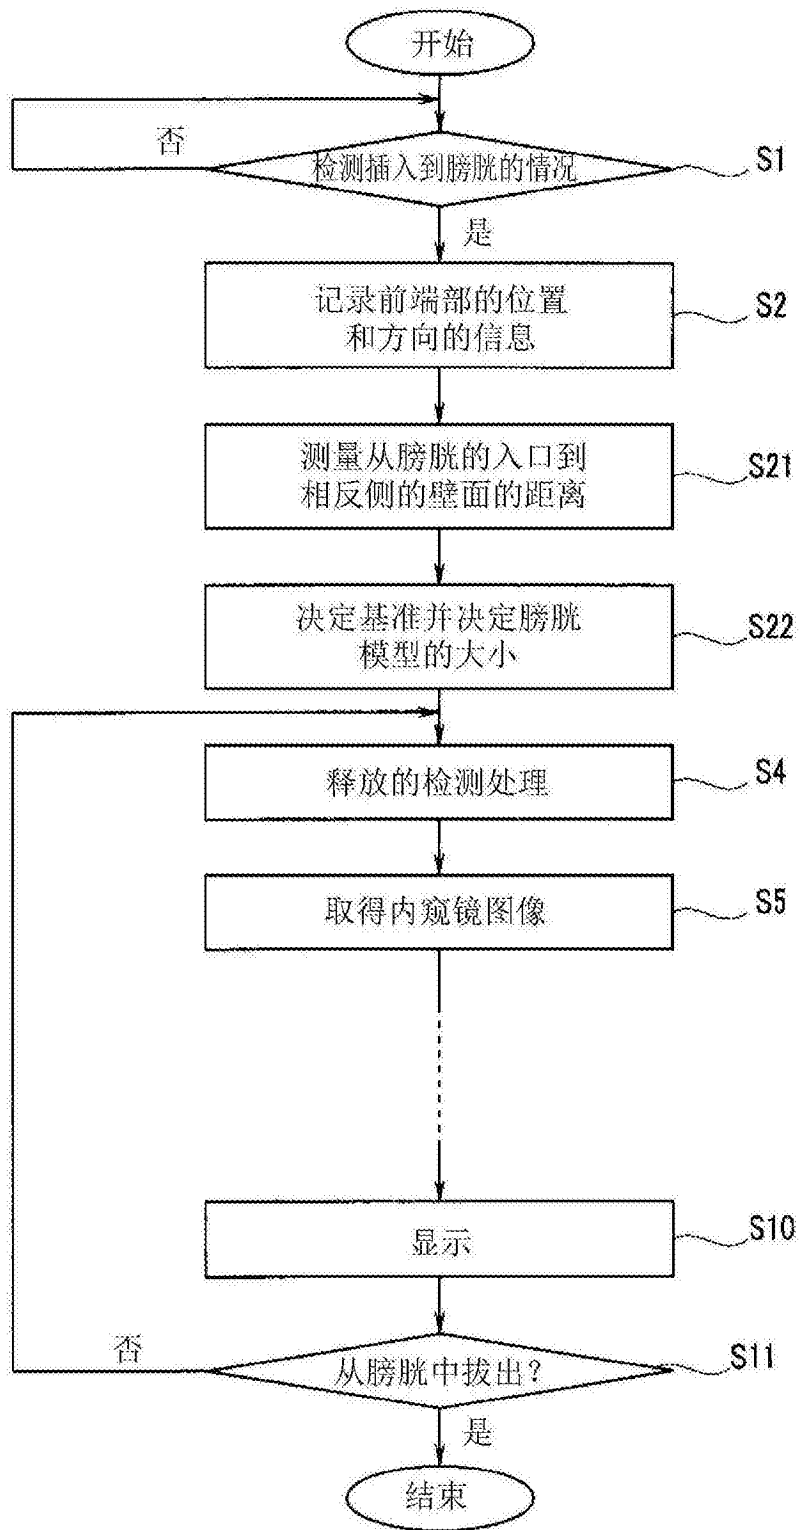 开始
否
检测插入到膀胱的情况
S1
是
记录前端部的位置
和方向的信息
S2
测量从膀胱的入口到
相反侧的壁面的距离
S21
决定基准并决定膀胱
模型的大小
S22
释放的检测处理
S4
取得内窥镜图像
S5
显示
S10
否
从膀胱中拔出？
S11
是
结束